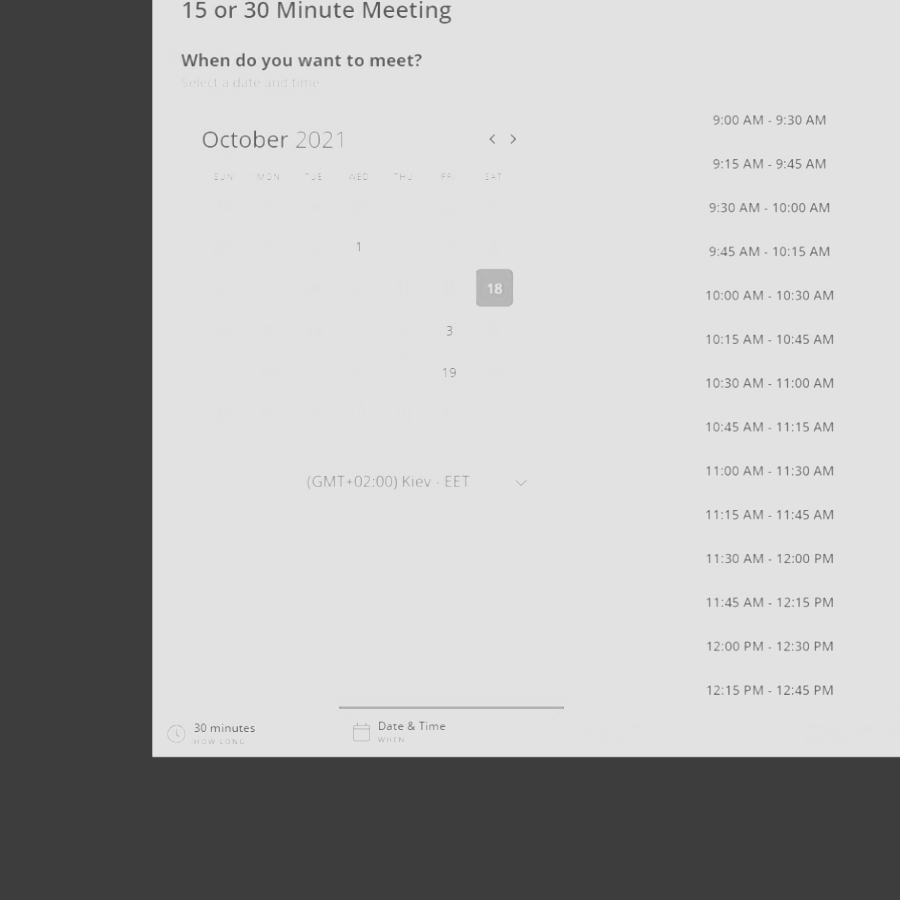 15 or 30 Minute Meeting
When do you want to meet?
Select a date and time
October 2021
SUN MON TUE WED THU FRI SAT
1
18
3
19
(GMT+02:00) Kiev - EET
9:00 AM - 9:30 AM
9:15 AM - 9:45 AM
9:30 AM - 10:00 AM
9:45 AM - 10:15 AM
10:00 AM - 10:30 AM
10:15 AM - 10:45 AM
10:30 AM - 11:00 AM
10:45 AM - 11:15 AM
11:00 AM - 11:30 AM
11:15 AM - 11:45 AM
11:30 AM - 12:00 PM
11:45 AM - 12:15 PM
12:00 PM - 12:30 PM
12:15 PM - 12:45 PM
30 minutes
HOW LONG
Date & Time
WHEN